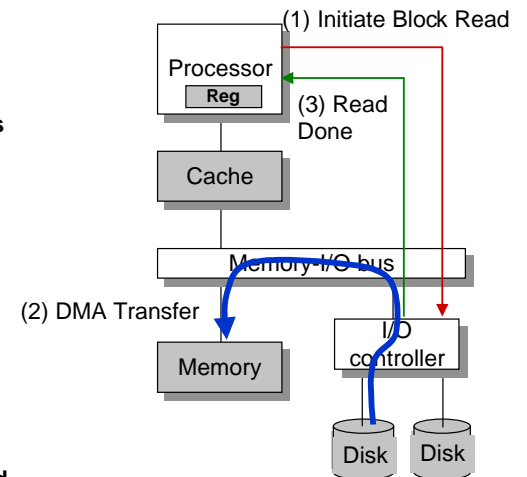 (1) Initiate Block Read
Processor
Reg
(3) Read
Done
s
Cache
Memory-I/O bus
(2) DMA Transfer
I/O
controller
Memory
Disk
Disk
d